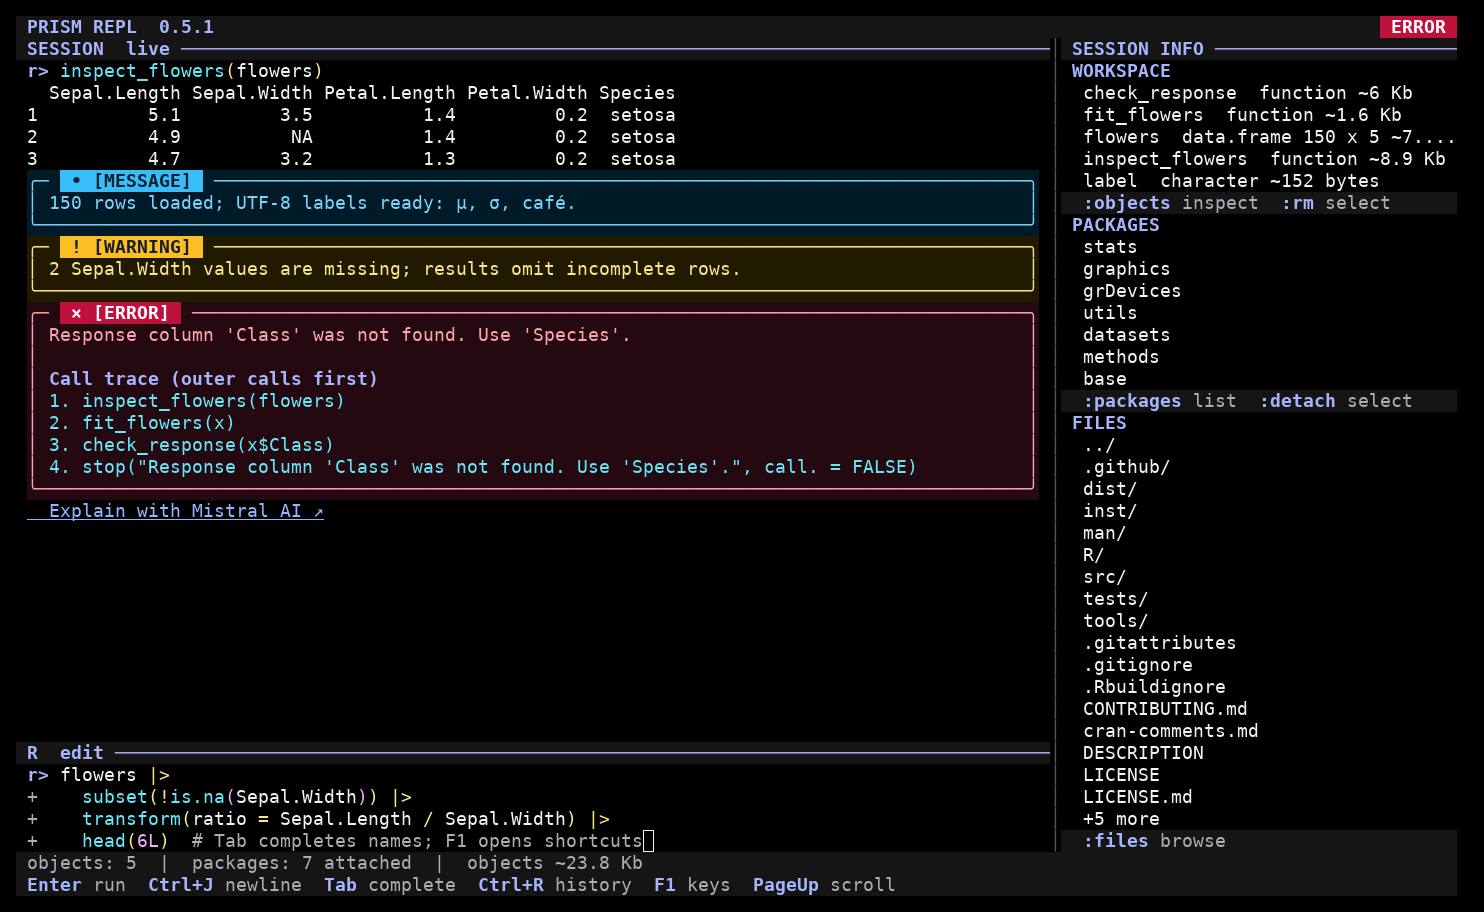 PRISM REPL  0.5.1
ERROR
SESSION  live
r> inspect_flowers(flowers)
  Sepal.Length Sepal.Width Petal.Length Petal.Width Species
1          5.1         3.5          1.4         0.2  setosa
2          4.9          NA          1.4         0.2  setosa
3          4.7         3.2          1.3         0.2  setosa
• [MESSAGE]
150 rows loaded; UTF-8 labels ready: µ, σ, café.
! [WARNING]
2 Sepal.Width values are missing; results omit incomplete rows.
× [ERROR]
Response column 'Class' was not found. Use 'Species'.
Call trace (outer calls first)
1. inspect_flowers(flowers)
2. fit_flowers(x)
3. check_response(x$Class)
4. stop("Response column 'Class' was not found. Use 'Species'.", call. = FALSE)
Explain with Mistral AI ↗
R  edit
r> flowers |>
+    subset(!is.na(Sepal.Width)) |>
+    transform(ratio = Sepal.Length / Sepal.Width) |>
+    head(6L)  # Tab completes names; F1 opens shortcuts
SESSION INFO
WORKSPACE
check_response  function ~6 Kb
fit_flowers  function ~1.6 Kb
flowers  data.frame 150 x 5 ~7....
inspect_flowers  function ~8.9 Kb
label  character ~152 bytes
:objects inspect  :rm select
PACKAGES
stats
graphics
grDevices
utils
datasets
methods
base
:packages list  :detach select
FILES
../
.github/
dist/
inst/
man/
R/
src/
tests/
tools/
.gitattributes
.gitignore
.Rbuildignore
CONTRIBUTING.md
cran-comments.md
DESCRIPTION
LICENSE
LICENSE.md
+5 more
:files browse
objects: 5  |  packages: 7 attached  |  objects ~23.8 Kb
Enter run  Ctrl+J newline  Tab complete  Ctrl+R history  F1 keys  PageUp scroll